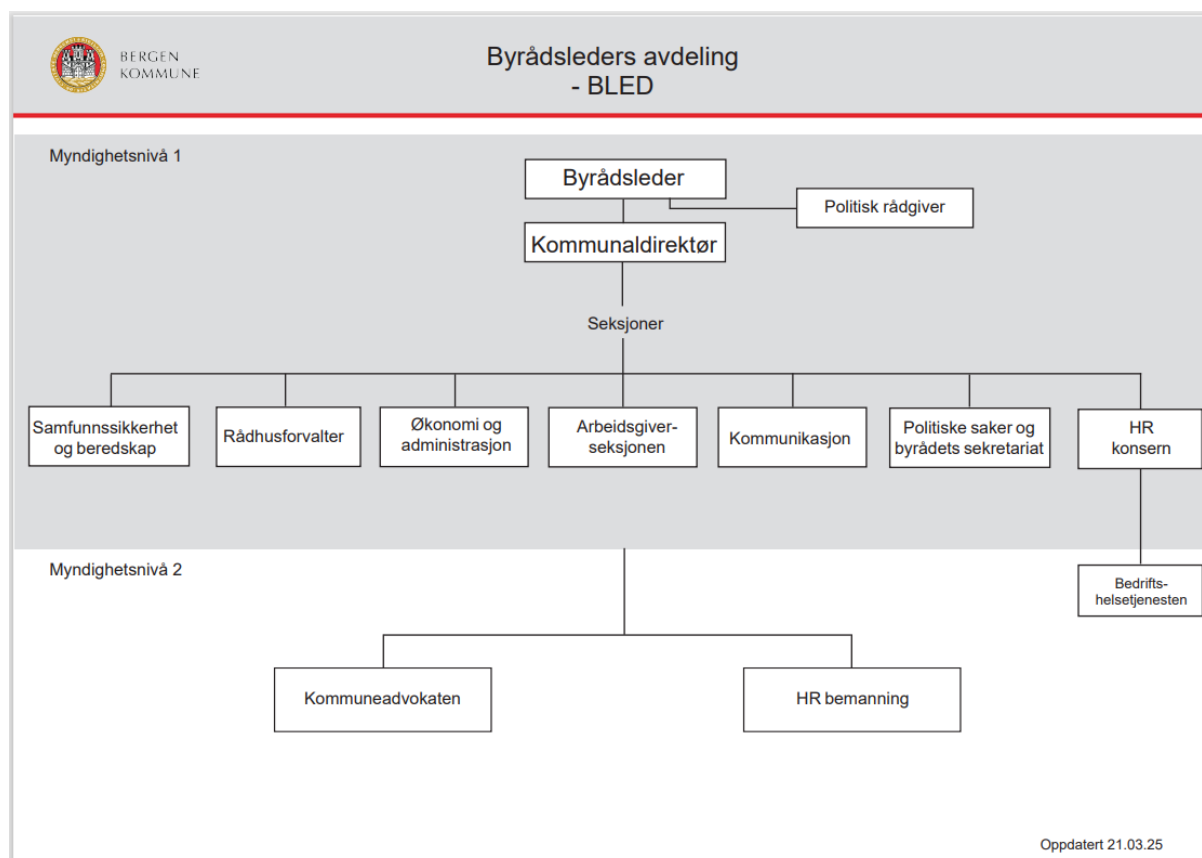 BERGEN
KOMMUNE
Byrådsleders avdeling
- BLED
Myndighetsnivå 1
Byrådsleder
Politisk rådgiver
Kommunaldirektør
Seksjoner
Samfunnssikkerhet
og beredskap
Rådhusforvalter
Økonomi og
administrasjon
Arbeidsgiver-
seksjonen
Kommunikasjon
Politiske saker og
byrådets sekretariat
HR
konsern
Myndighetsnivå 2
Bedrifts-
helsetjenesten
Kommuneadvokaten
HR bemanning
Oppdatert 21.03.25